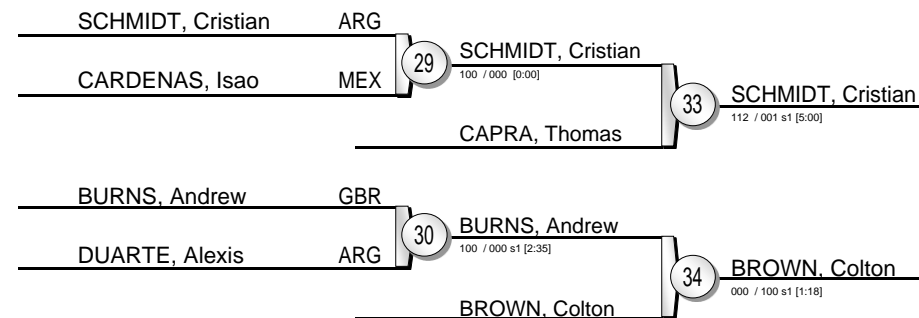 SCHMIDT, Cristian ARG
CARDENAS, Isao MEX
29
SCHMIDT, Cristian
100 / 000 [0:00]
CAPRA, Thomas
33
SCHMIDT, Cristian
112 / 001 s1 [5:00]
BURNS, Andrew GBR
DUARTE, Alexis ARG
30
BURNS, Andrew
100 / 000 s1 [2:35]
BROWN, Colton
34
BROWN, Colton
000 / 100 s1 [1:18]